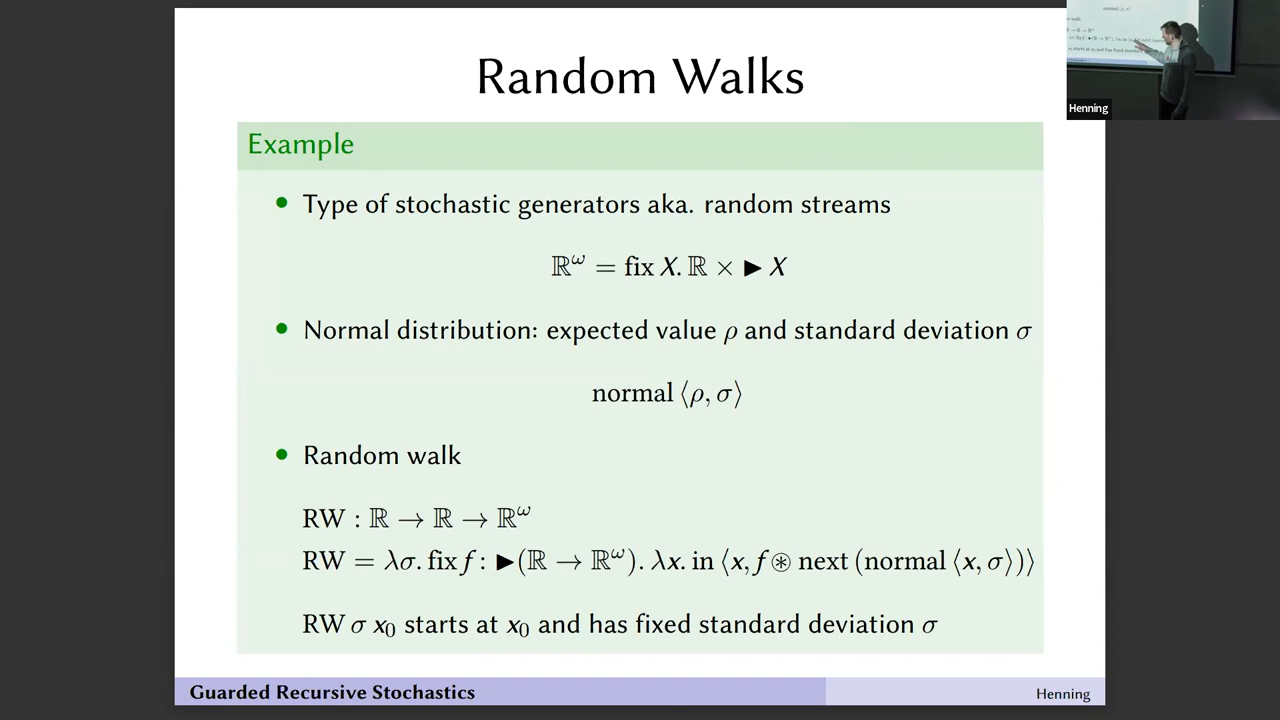 Random Walks
Example
• Type of stochastic generators aka. random streams
ℝ^ω = fix X. ℝ × ▶ X
• Normal distribution: expected value ρ and standard deviation σ
normal ⟨ρ, σ⟩
• Random walk
RW : ℝ → ℝ → ℝ^ω
RW = λσ. fix f : ▶(ℝ → ℝ^ω). λx. in ⟨x, f ⊛ next (normal ⟨x, σ⟩)⟩
RW σ x₀ starts at x₀ and has fixed standard deviation σ
Guarded Recursive Stochastics
Henning
Henning